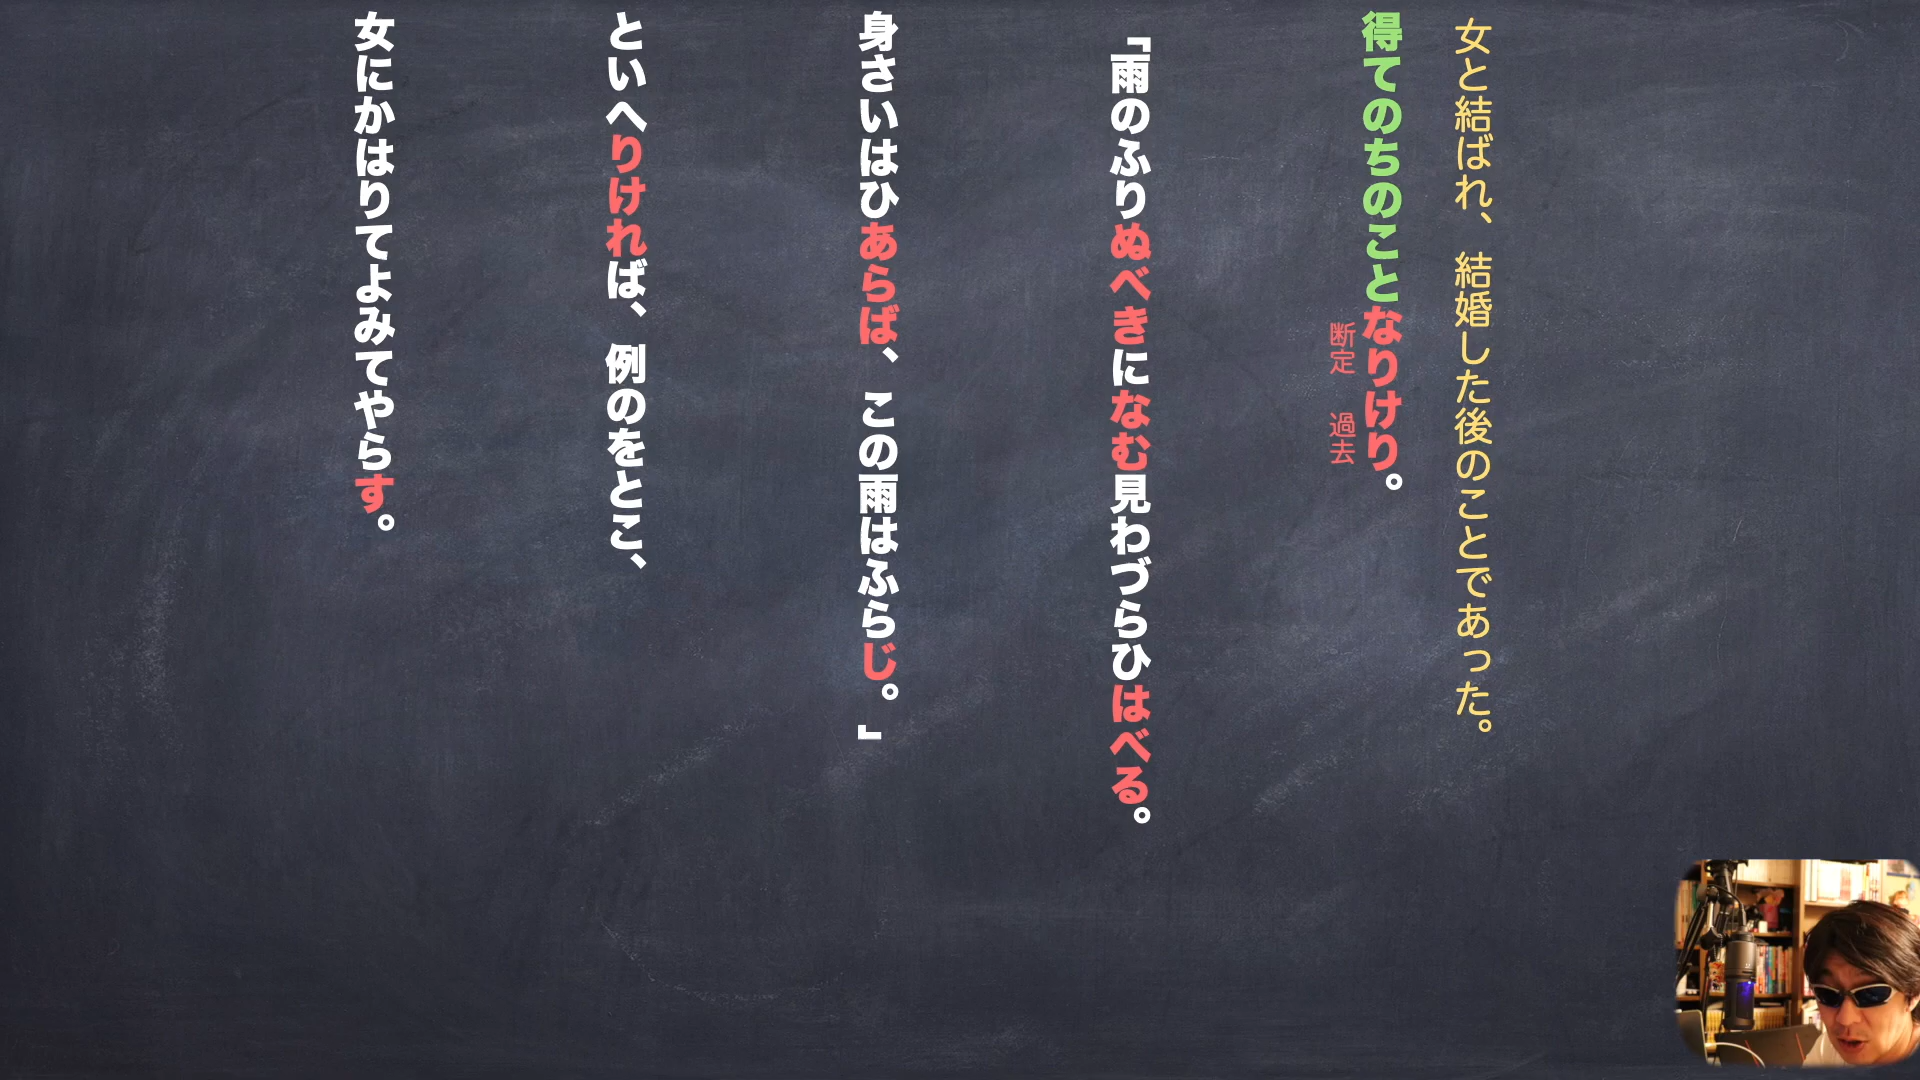 女と結ばれ、結婚した後のことであった。
得てのちのことなりけり。
断定 過去
「雨のふりぬべきになむ見わづらひはべる。
身さいはひあらば、この雨はふらじ。」
といへりければ、例のをとこ、
女にかはりてよみてやらす。